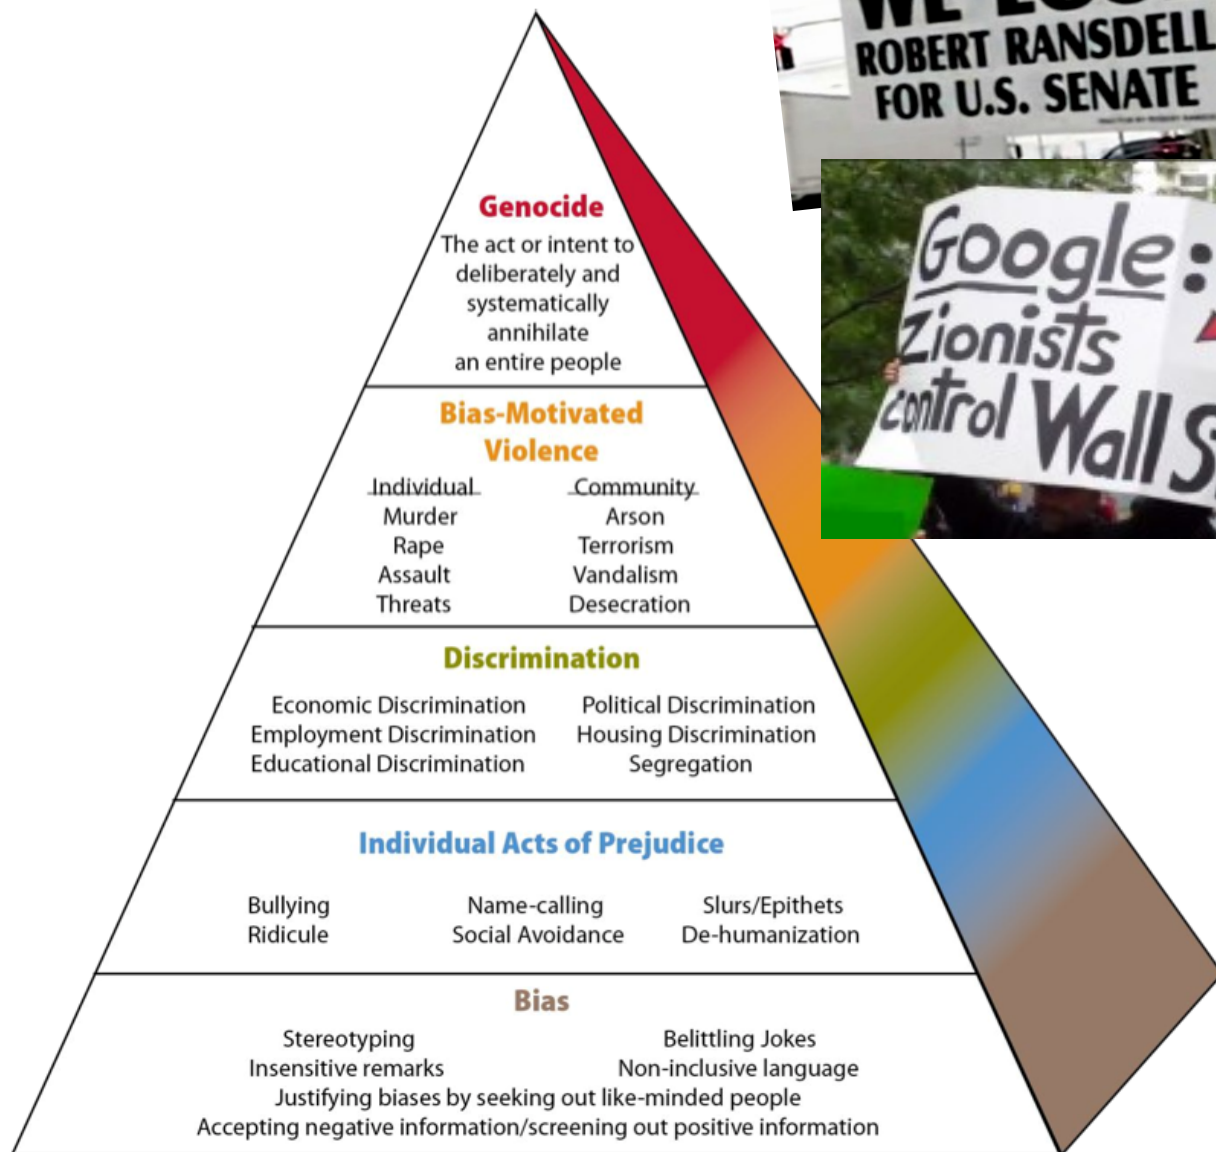 WE
ROBERT RANSDELL
FOR U.S. SENATE
Google:
Zionists
control Wall
Genocide
The act or intent to
deliberately and
systematically
annihilate
an entire people
Bias-Motivated
Violence
Individual Community
Murder Arson
Rape Terrorism
Assault Vandalism
Threats Desecration
Discrimination
Economic Discrimination Political Discrimination
Employment Discrimination Housing Discrimination
Educational Discrimination Segregation
Individual Acts of Prejudice
Bullying Name-calling Slurs/Epithets
Ridicule Social Avoidance De-humanization
Bias
Stereotyping Belittling Jokes
Insensitive remarks Non-inclusive language
Justifying biases by seeking out like-minded people
Accepting negative information/screening out positive information